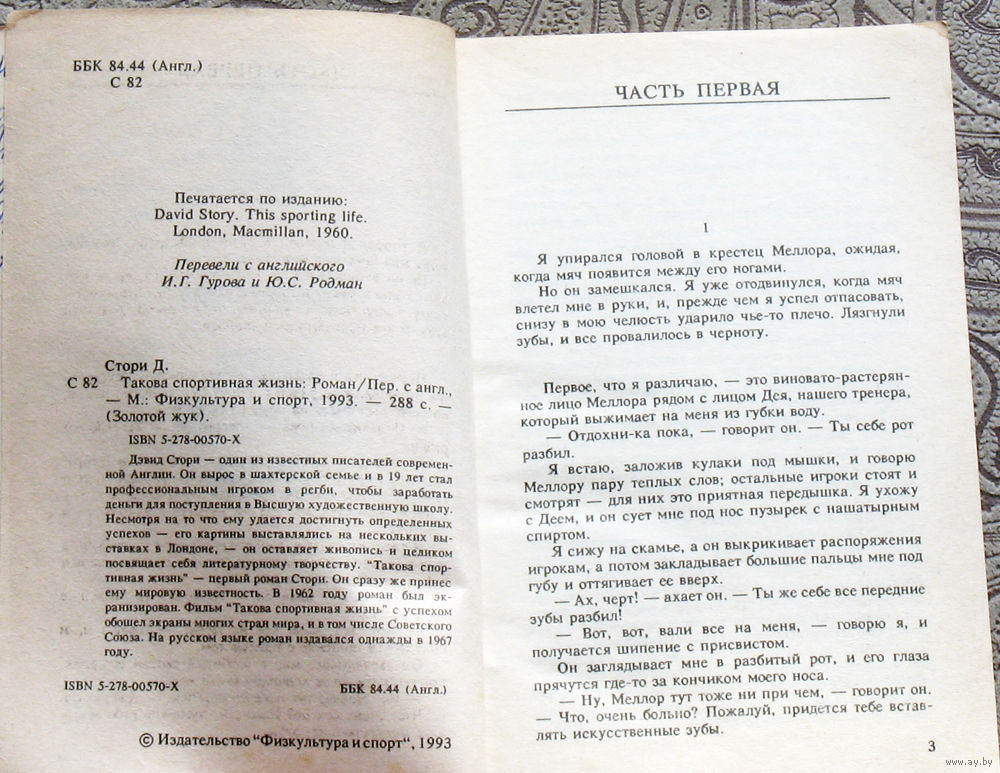 ББК 84.44 (Англ.)
С 82
Печатается по изданию:
David Story. This sporting life.
London, Macmillan, 1960.
Перевели с английского
И.Г. Гурова и Ю.С. Родман
Стори Д.
С 82 Такова спортивная жизнь: Роман/Пер. с англ.,
— М.: Физкультура и спорт, 1993. — 288 с. —
(Золотой жук).
ISBN 5-278-00570-X
Дэвид Стори — один из известных писателей современ-
ной Англии. Он вырос в шахтерской семье и в 19 лет стал
профессиональным игроком в регби, чтобы заработать
деньги для поступления в Высшую художественную школу.
Несмотря на то что ему удается достигнуть определенных
успехов — его картины выставлялись на нескольких вы-
ставках в Лондоне, — он оставляет живопись и целиком
посвящает себя литературному творчеству. "Такова спор-
тивная жизнь" — первый роман Стори. Он сразу же принес
ему мировую известность. В 1962 году роман был эк-
ранизирован. Фильм "Такова спортивная жизнь" с успехом
обошел экраны многих стран мира, и в том числе Советского
Союза. На русском языке роман издавался однажды в 1967
году.
ISBN 5-278-00570-X ББК 84.44 (Англ.)
© Издательство "Физкультура и спорт", 1993
ЧАСТЬ ПЕРВАЯ
1
Я упирался головой в крестец Меллора, ожидая,
когда мяч появится между его ногами.
Но он замешкался. Я уже отодвинулся, когда мяч
влетел мне в руки, и, прежде чем я успел отпасовать,
снизу в мою челюсть ударило чье-то плечо. Лязгнули
зубы, и все провалилось в черноту.
Первое, что я различаю, — это виновато-растерян-
ное лицо Меллора рядом с лицом Дея, нашего тренера,
который выжимает на меня из губки воду.
— Отдохни-ка пока, — говорит он. — Ты себе рот
разбил.
Я встаю, заложив кулаки под мышки, и говорю
Меллору пару теплых слов; остальные игроки стоят и
смотрят — для них это приятная передышка. Я ухожу
с Деем, и он сует мне под нос пузырек с нашатырным
спиртом.
Я сижу на скамье, а он выкрикивает распоряжения
игрокам, а потом закладывает большие пальцы мне под
губу и оттягивает ее вверх.
— Ах, черт! — ахает он. — Ты же себе все передние
зубы разбил!
— Вот, вот, вали все на меня, — говорю я, и
получается шипение с присвистом.
Он заглядывает мне в разбитый рот, и его глаза
прячутся где-то за кончиком моего носа.
— Ну, Меллор тут тоже ни при чем, — говорит он.
— Что, очень больно? Пожалуй, придется тебе встав-
лять искусственные зубы.
3
www.ay.by